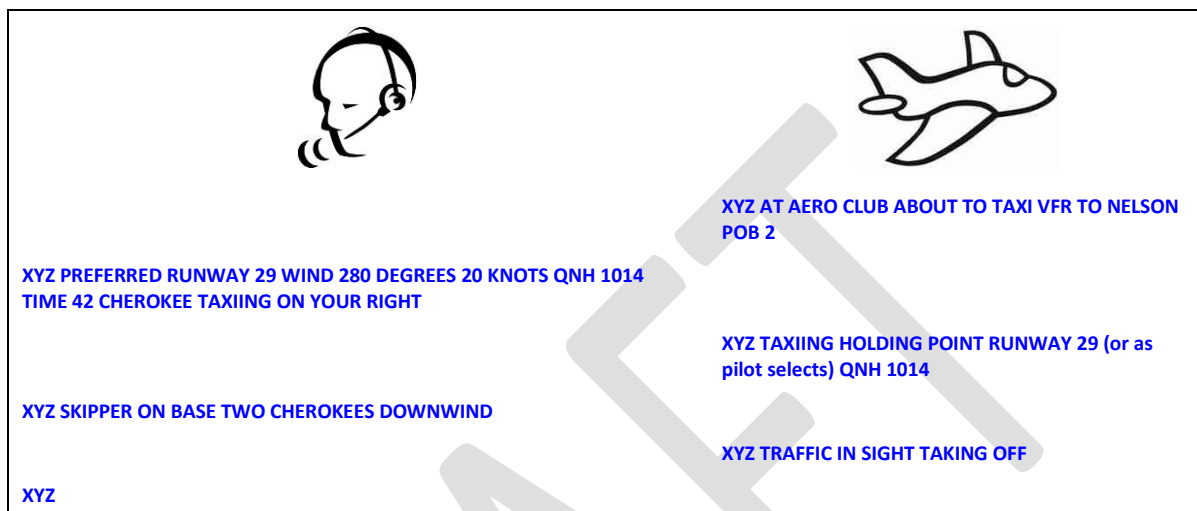 XYZ AT AERO CLUB ABOUT TO TAXI VFR TO NELSON
POB 2
XYZ PREFERRED RUNWAY 29 WIND 280 DEGREES 20 KNOTS QNH 1014
TIME 42 CHEROKEE TAXIING ON YOUR RIGHT
XYZ TAXIING HOLDING POINT RUNWAY 29 (or as
pilot selects) QNH 1014
XYZ SKIPPER ON BASE TWO CHEROKEES DOWNWIND
XYZ TRAFFIC IN SIGHT TAKING OFF
XYZ